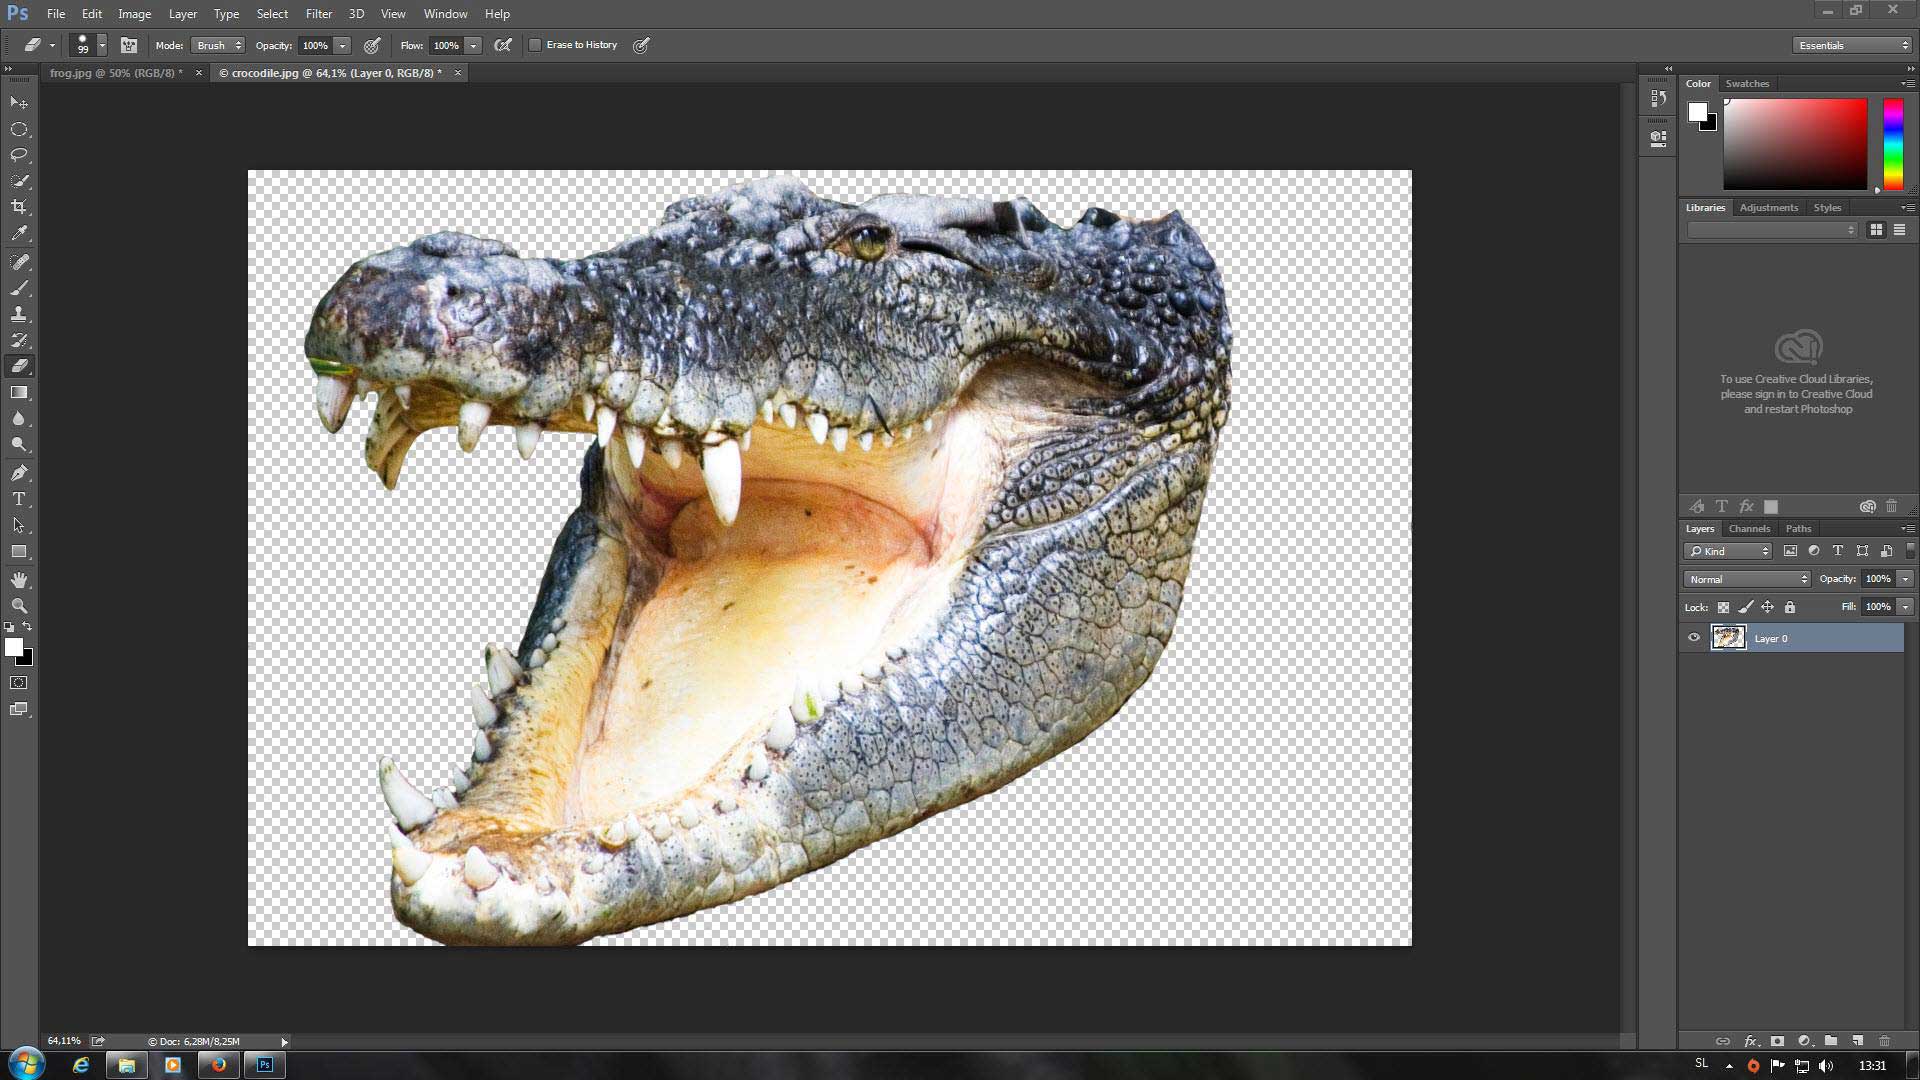 Ps File Edit Image Layer Type Select Filter 3D View Window Help
99 Mode: Brush Opacity: 100% Flow: 100% Erase to History Essentials
frog.jpg @ 50% (RGB/8) * × © crocodile.jpg @ 64,1% (Layer 0, RGB/8) * ×
Color Swatches
Libraries Adjustments Styles
To use Creative Cloud Libraries,
please sign in to Creative Cloud
and restart Photoshop
T fx
Layers Channels Paths
Kind T
Normal Opacity: 100%
Lock: Fill: 100%
Layer 0
T
64,11% © Doc: 6,28M/8,25M
fx
Ps SL 13:31